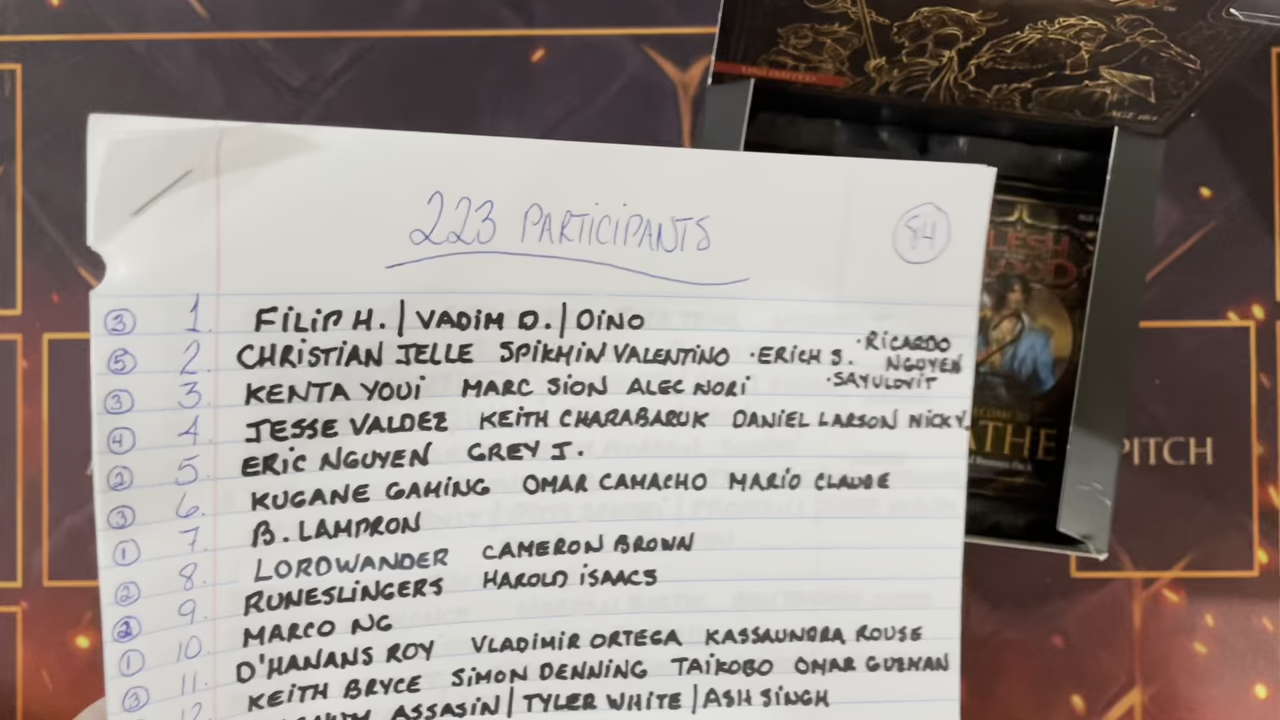 223 PARTICIPANTS
84
3 1. FILIP H. | VADIM D. | DINO
5 2. CHRISTIAN JELLE SPIKHIN VALENTINO · ERICH S. · RICARDO NGUYEN
· SAYULOVIT
3 3. KENTA YOUI MARC SION ALEC NORI
4 4. JESSE VALDEZ KEITH CHARABARUK DANIEL LARSON NICKY
2 5. ERIC NGUYEN GREY J.
3 6. KUGANE GAMING OMAR CAMACHO MARIO CLAUDE
1 7. B. LAMPRON
2 8. LORDWANDER CAMERON BROWN
2 9. RUNESLINGERS HAROLD ISAACS
1 10. MARCO NG
3 11. D'HANANS ROY VLADIMIR ORTEGA KASSAUNDRA ROUSE
12. KEITH BRYCE SIMON DENNING TAIKOBO OMAR GUZMAN
ASSASIN | TYLER WHITE | ASH SINGH
FLESH
BLOOD
PITCH